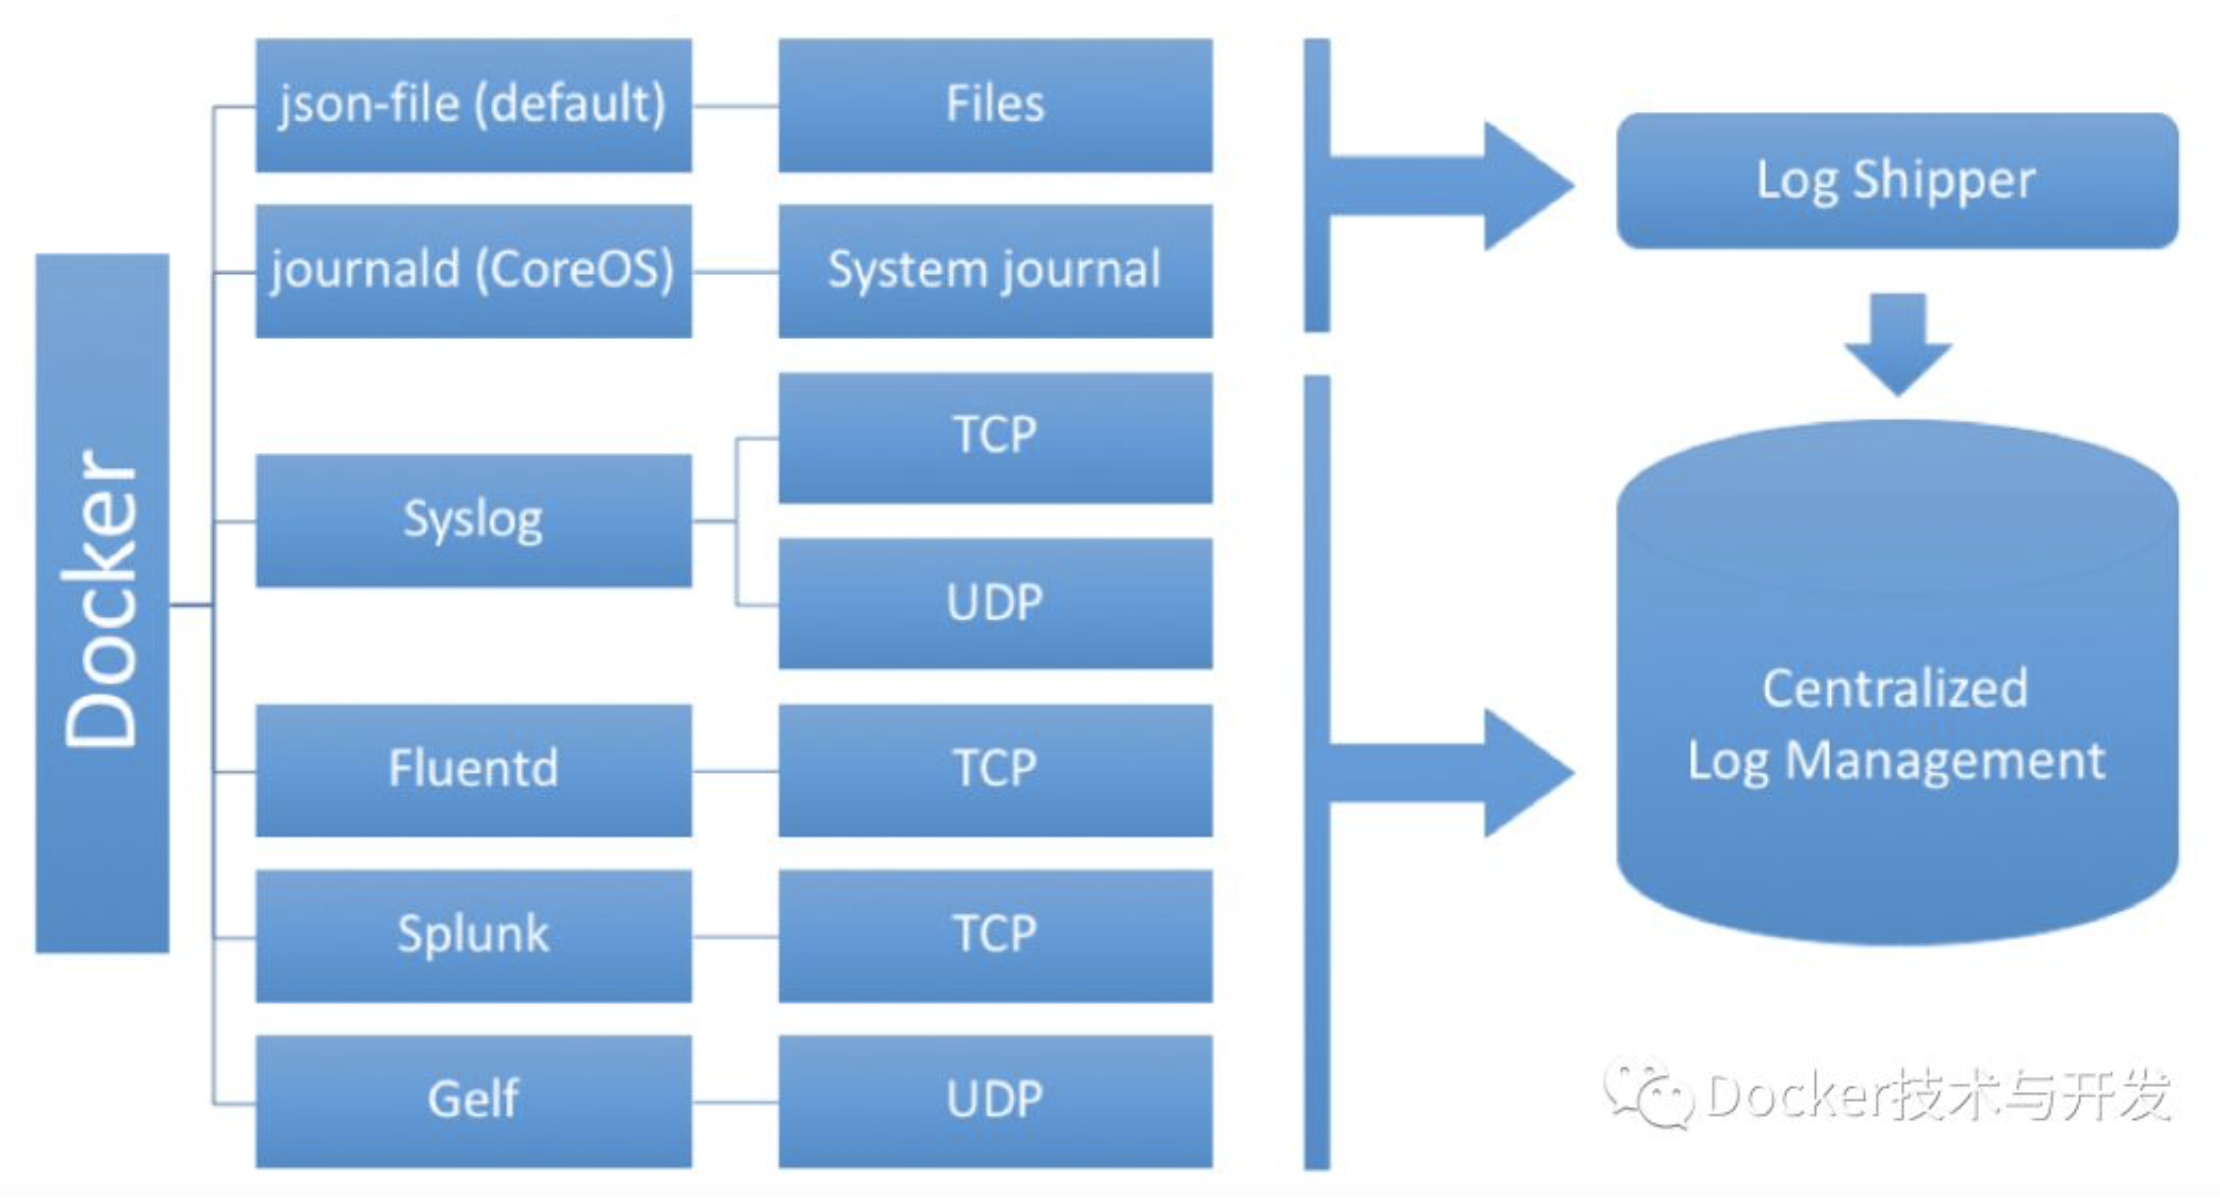 Docker
json-file (default)
Files
journald (CoreOS)
System journal
Syslog
TCP
UDP
Fluentd
TCP
Splunk
TCP
Gelf
UDP
Log Shipper
Centralized
Log Management
Docker技术与开发